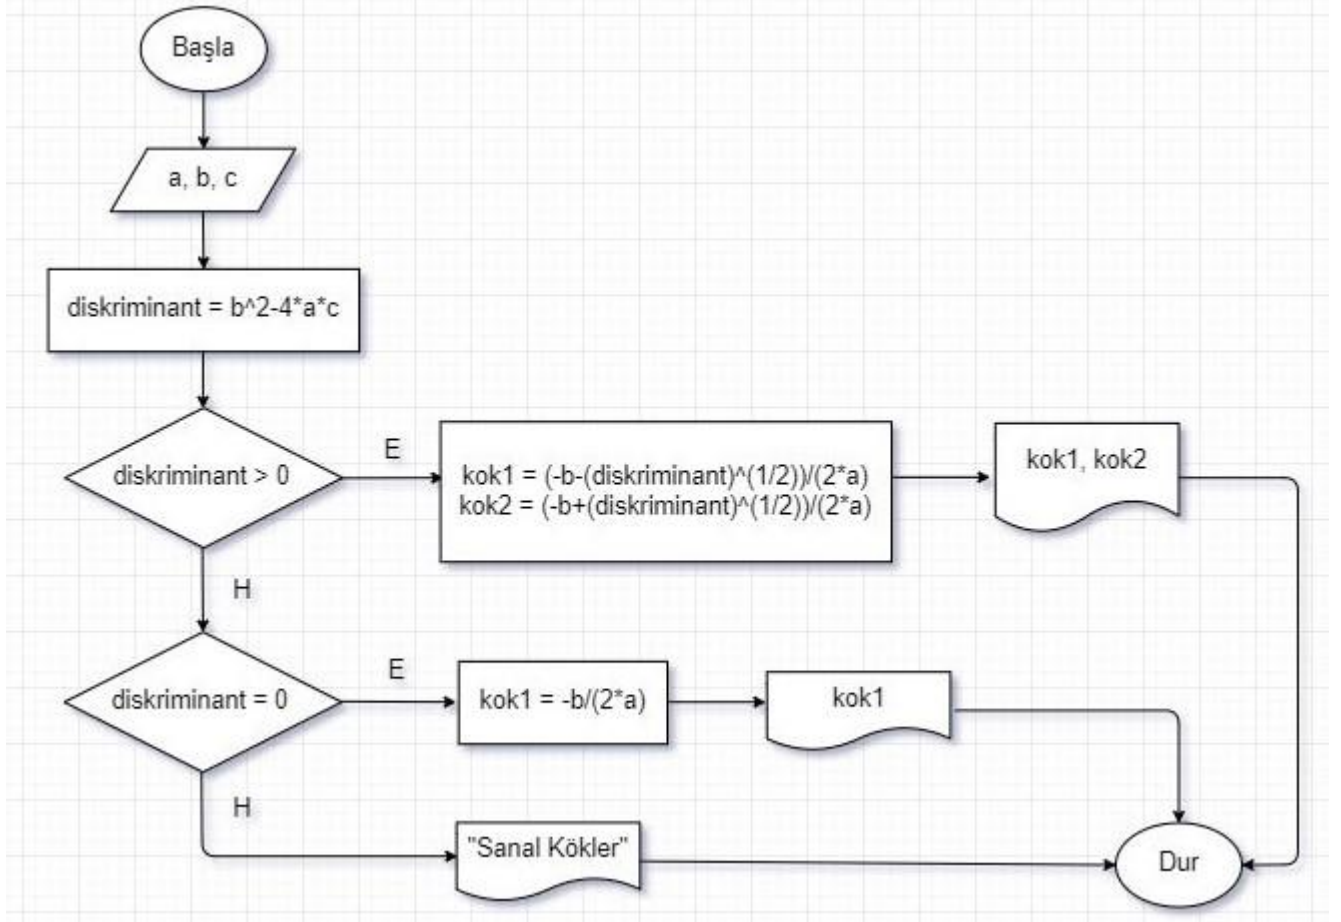 Başla
a, b, c
diskriminant = b^2-4*a*c
diskriminant > 0
E
kok1 = (-b-(diskriminant)^(1/2))/(2*a)
kok2 = (-b+(diskriminant)^(1/2))/(2*a)
kok1, kok2
H
diskriminant = 0
E
kok1 = -b/(2*a)
kok1
H
"Sanal Kökler"
Dur